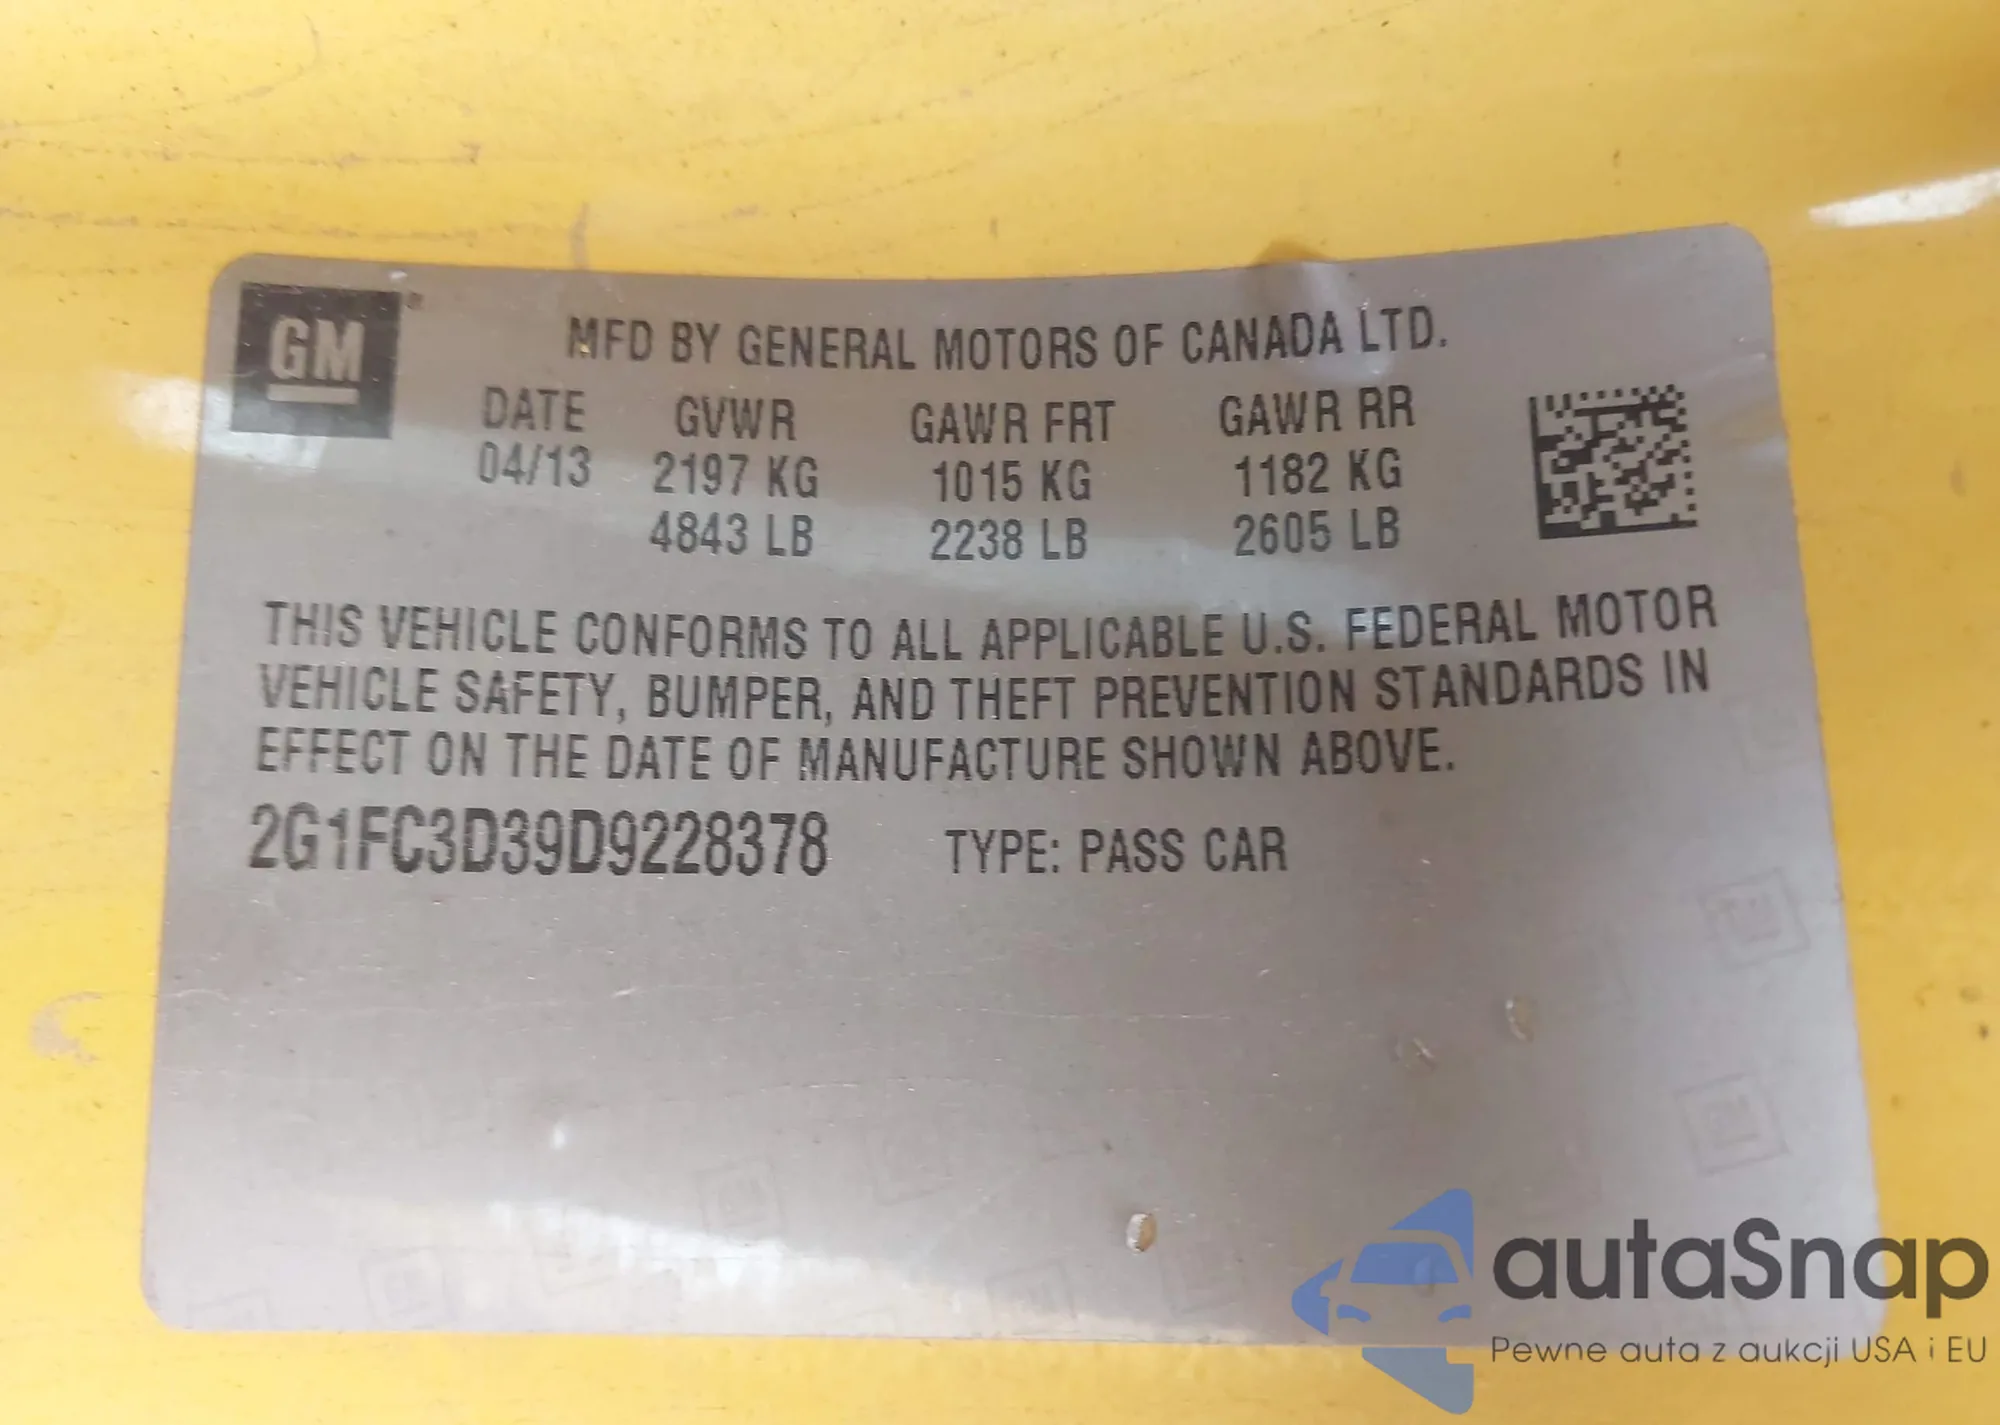 GM ®
MFD BY GENERAL MOTORS OF CANADA LTD.
DATE GVWR GAWR FRT GAWR RR
04/13 2197 KG 1015 KG 1182 KG
4843 LB 2238 LB 2605 LB
THIS VEHICLE CONFORMS TO ALL APPLICABLE U.S. FEDERAL MOTOR
VEHICLE SAFETY, BUMPER, AND THEFT PREVENTION STANDARDS IN
EFFECT ON THE DATE OF MANUFACTURE SHOWN ABOVE.
2G1FC3D39D9228378 TYPE: PASS CAR
autaSnap
Pewne auta z aukcji USA i EU